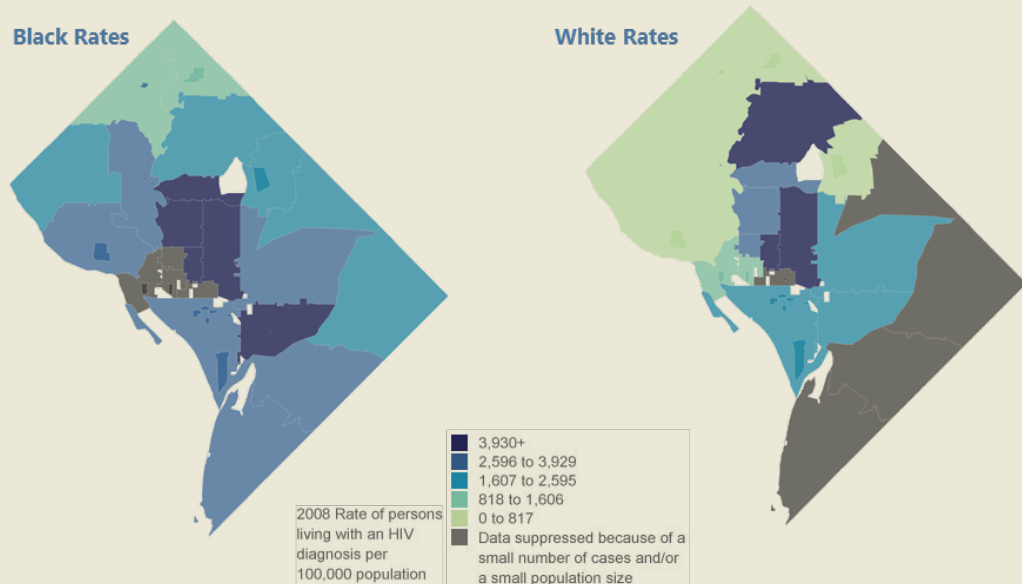 Black Rates
White Rates
3,930+
2,596 to 3,929
1,607 to 2,595
818 to 1,606
0 to 817
Data suppressed because of a
small number of cases and/or
a small population size
2008 Rate of persons
living with an HIV
diagnosis per
100,000 population